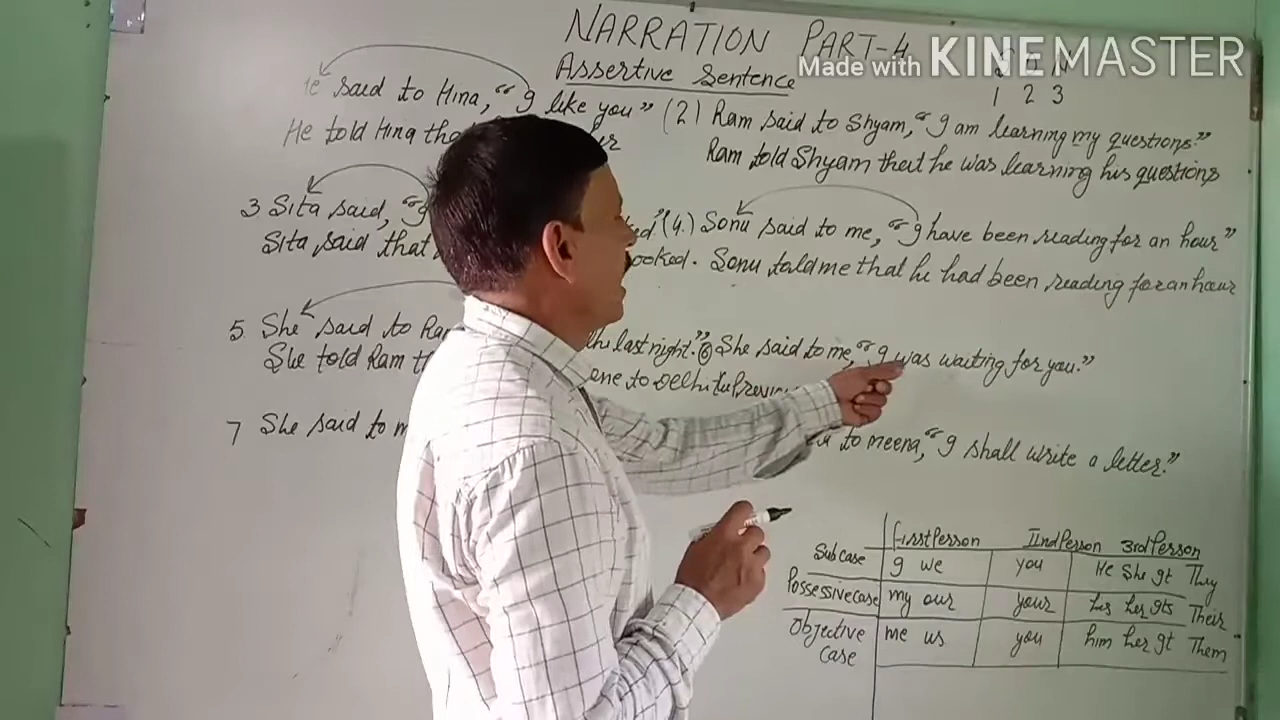 NARRATION PART-4
Made with KINEMASTER
Assertive Sentence
1 2 3
said to Hina, "I like you"
He told Hina
(2) Ram said to Shyam, "I am learning my questions."
Ram told Shyam that he was learning his questions
3 Sita said, "I
Sita said that
(4.) Sonu said to me, "I have been reading for an hour"
Sonu told me that he had been reading for an hour
5 She said to
the last night."
She told Ram
to Delhi the
6 She said to me, "I was waiting for you."
7 She said to
to meena, "I shall write a letter."
First Person IInd Person 3rd Person
Sub case I we you He She It They
Possessive case my our your his her Its Their
Objective case me us you him her It Them